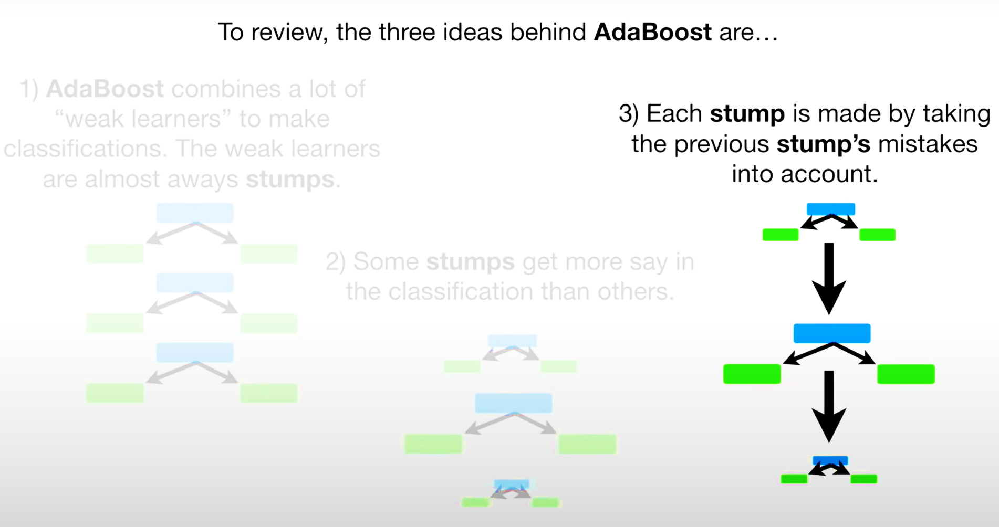 To review, the three ideas behind AdaBoost are…
1) AdaBoost combines a lot of
“weak learners” to make
classifications. The weak learners
are almost aways stumps.
2) Some stumps get more say in
the classification than others.
3) Each stump is made by taking
the previous stump’s mistakes
into account.